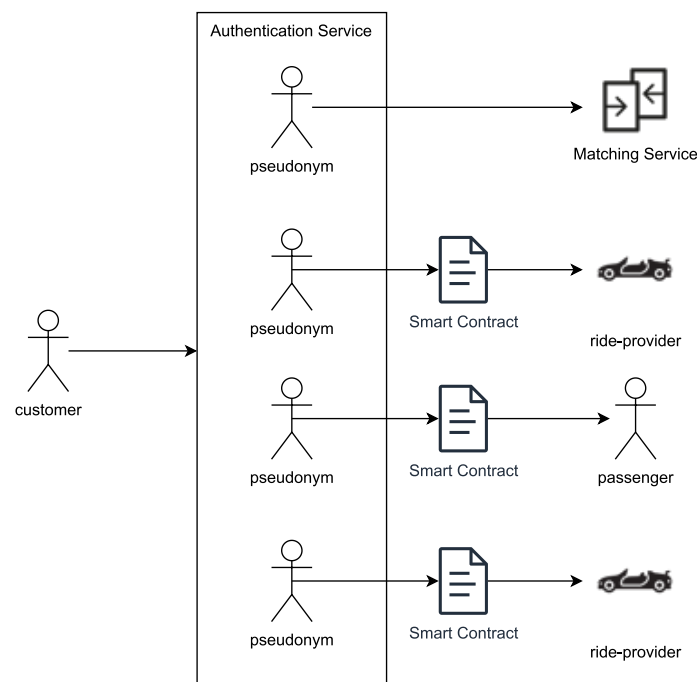 Authentication Service
pseudonym
Matching Service
pseudonym
Smart Contract
ride-provider
customer
pseudonym
Smart Contract
passenger
pseudonym
Smart Contract
ride-provider